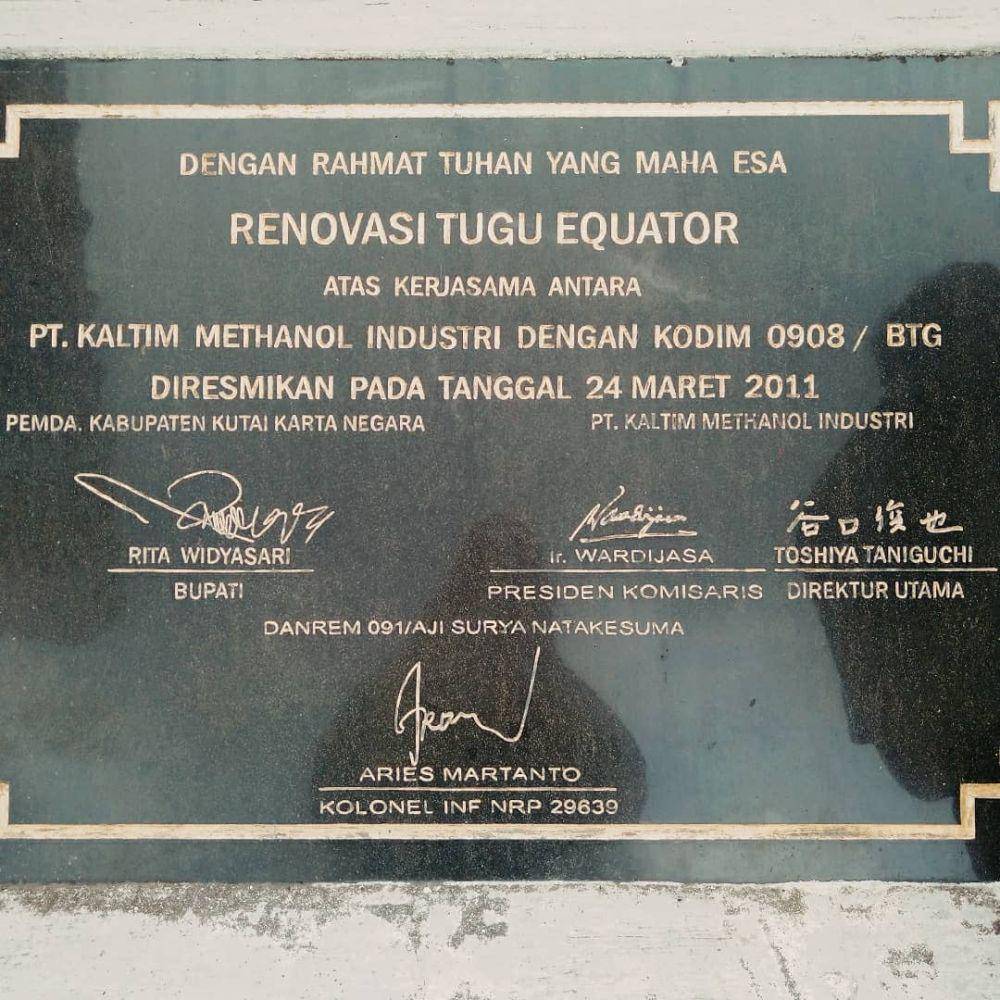 DENGAN RAHMAT TUHAN YANG MAHA ESA
RENOVASI TUGU EQUATOR
ATAS KERJASAMA ANTARA
PT. KALTIM METHANOL INDUSTRI DENGAN KODIM 0908 / BTG
DIRESMIKAN PADA TANGGAL 24 MARET 2011
PEMDA. KABUPATEN KUTAI KARTA NEGARA
PT. KALTIM METHANOL INDUSTRI
RITA WIDYASARI
BUPATI
Ir. WARDIJASA
PRESIDEN KOMISARIS
谷口俊也
TOSHIYA TANIGUCHI
DIREKTUR UTAMA
DANREM 091/AJI SURYA NATAKESUMA
ARIES MARTANTO
KOLONEL INF NRP 29639